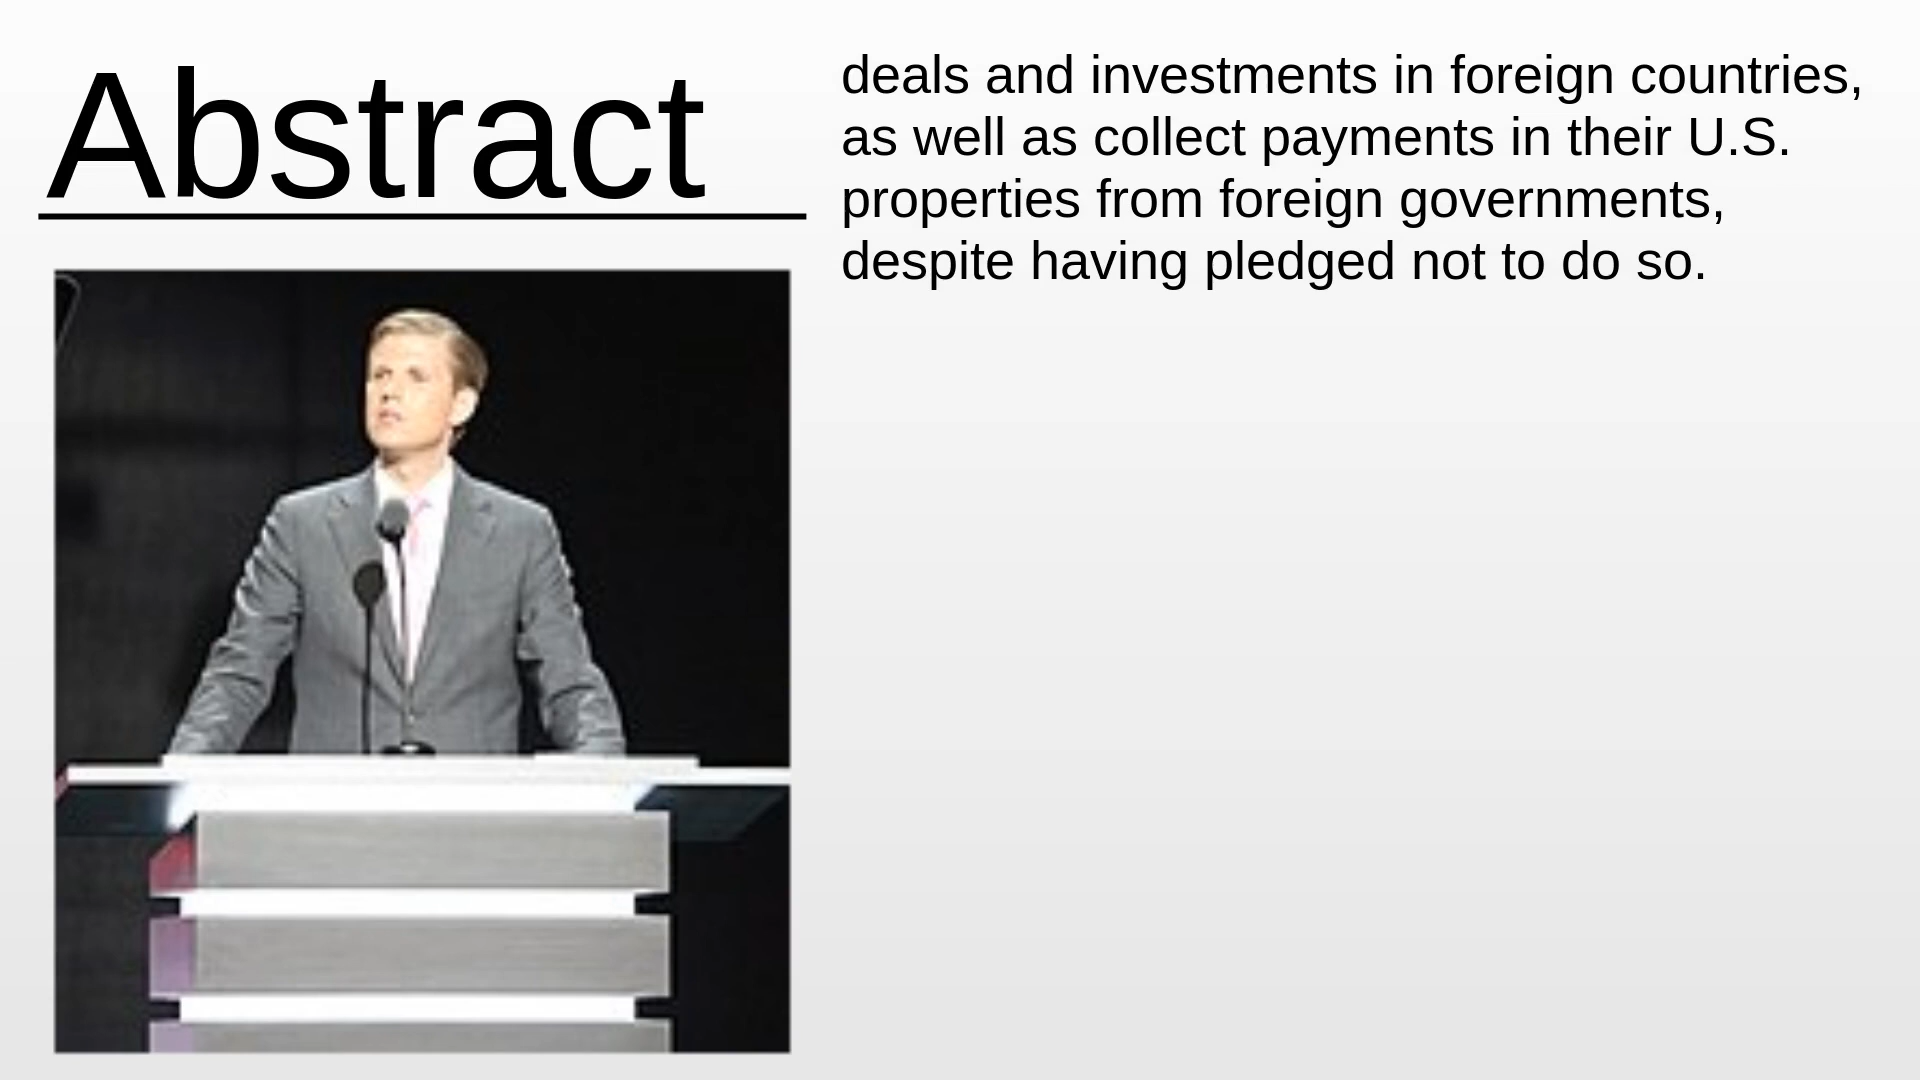 Abstract
deals and investments in foreign countries,
as well as collect payments in their U.S.
properties from foreign governments,
despite having pledged not to do so.